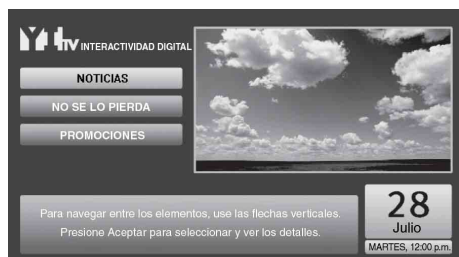 INTERACTIVIDAD DIGITAL
NOTICIAS
NO SE LO PIERDA
PROMOCIONES
Para navegar entre los elementos, use las flechas verticales.
Presione Aceptar para seleccionar y ver los detalles.
28
Julio
MARTES, 12:00 p.m.